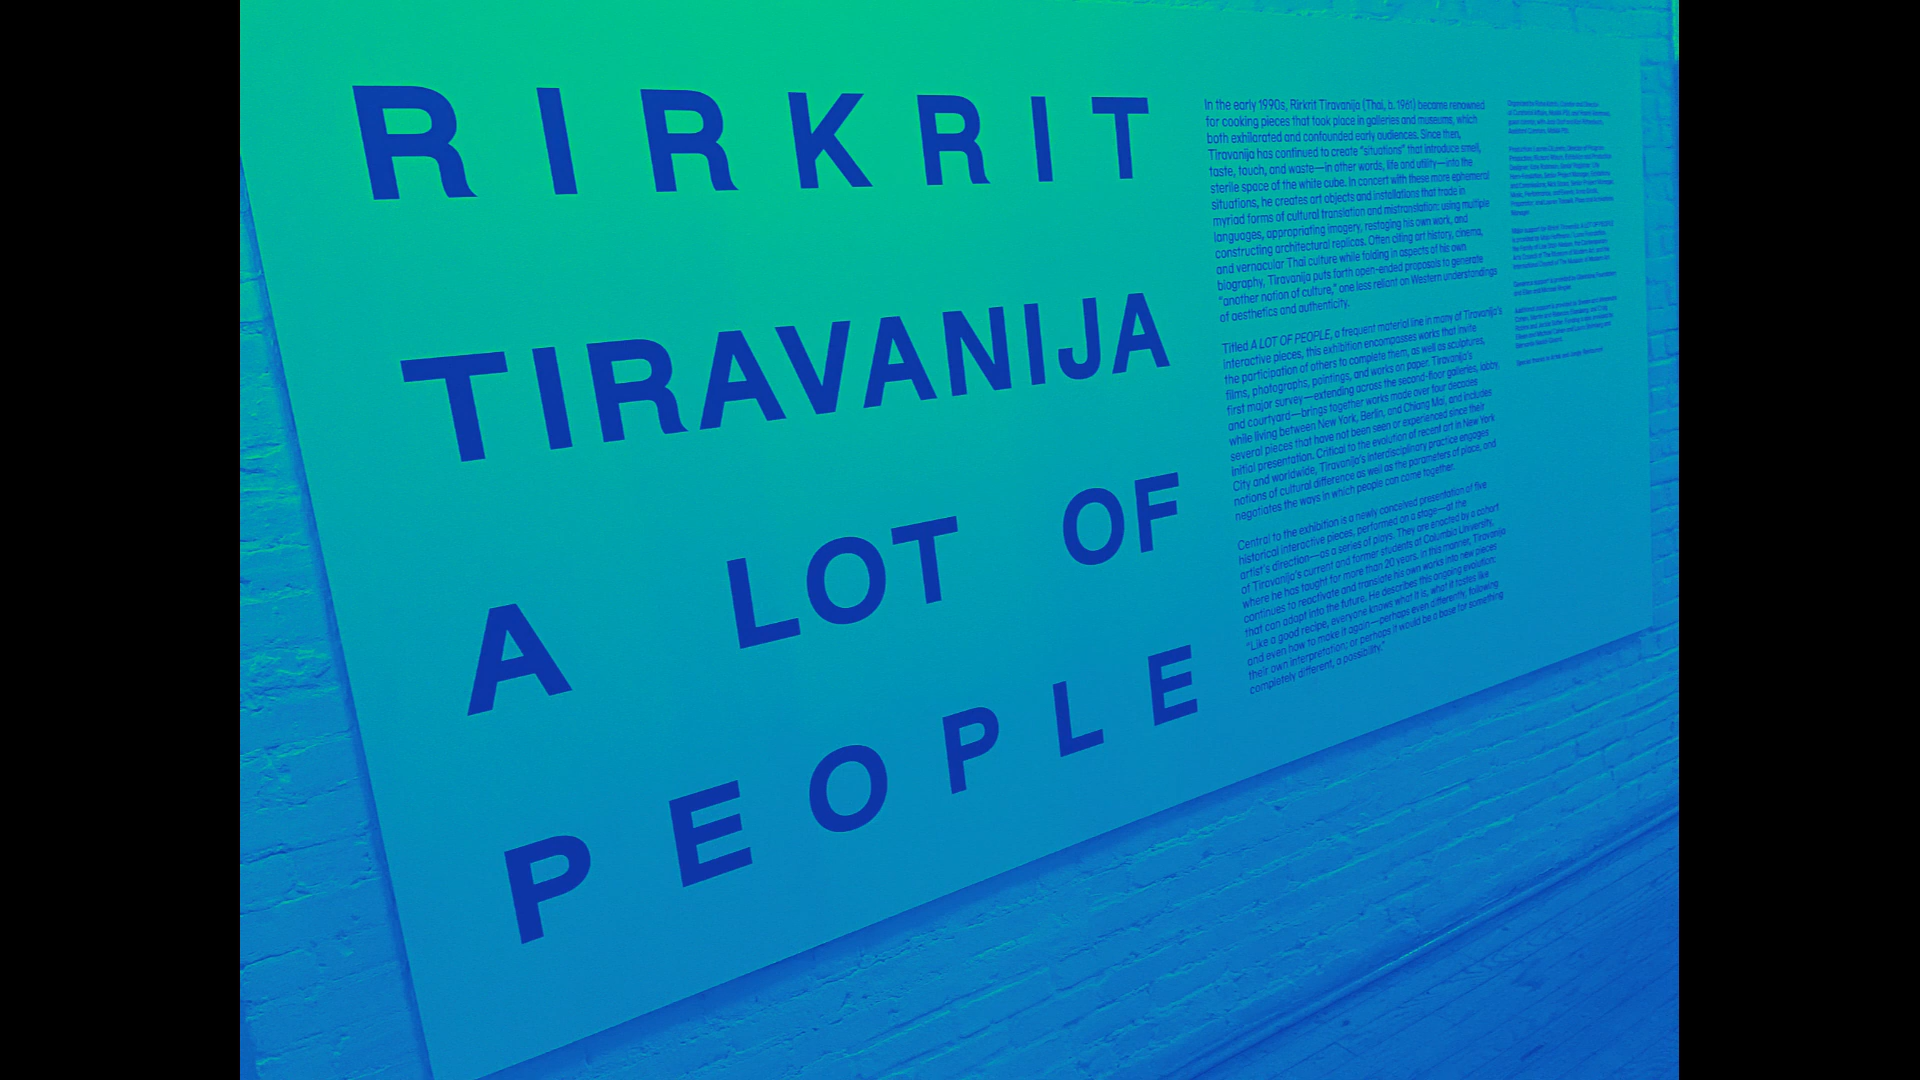 RIRKRIT
TIRAVANIJA
A LOT OF
PEOPLE
In the early 1990s, Rirkrit Tiravanija (Thai, b. 1961) became renowned
for cooking pieces that took place in galleries and museums, which
both exhilarated and confounded early audiences. Since then,
Tiravanija has continued to create “situations” that introduce smell,
taste, touch, and waste—in other words, life and utility—into the
sterile space of the white cube. In concert with these more ephemeral
situations, he creates art objects and installations that trade in
myriad forms of cultural translation and mistranslation: using multiple
languages, appropriating imagery, restaging his own work, and
constructing architectural replicas. Often citing art history, cinema,
and vernacular Thai culture while folding in aspects of his own
biography, Tiravanija puts forth open-ended proposals to generate
“another notion of culture,” one less reliant on Western understandings
of aesthetics and authenticity.
Titled A LOT OF PEOPLE, a frequent material line in many of Tiravanija’s
interactive pieces, this exhibition encompasses works that invite
the participation of others to complete them, as well as sculptures,
films, photographs, paintings, and works on paper. Tiravanija’s
first major survey—extending across the second-floor galleries, lobby,
and courtyard—brings together works made over four decades
while living between New York, Berlin, and Chiang Mai, and includes
several pieces that have not been seen or experienced since their
initial presentation. Critical to the evolution of recent art in New York
City and worldwide, Tiravanija’s interdisciplinary practice engages
notions of cultural difference as well as the parameters of place, and
negotiates the ways in which people can come together.
Central to the exhibition is a newly conceived presentation of five
historical interactive pieces, performed on a stage—at the
artist’s direction—as a series of plays. They are enacted by a cohort
of Tiravanija’s current and former students at Columbia University,
where he has taught for more than 20 years. In this manner, Tiravanija
continues to reactivate and translate his own works into new pieces
that can adapt into the future. He describes this ongoing evolution:
“Like a good recipe, everyone knows what it is, what it tastes like
and even how to make it again—perhaps even differently, following
their own interpretation; or perhaps it would be a base for something
completely different, a possibility.”